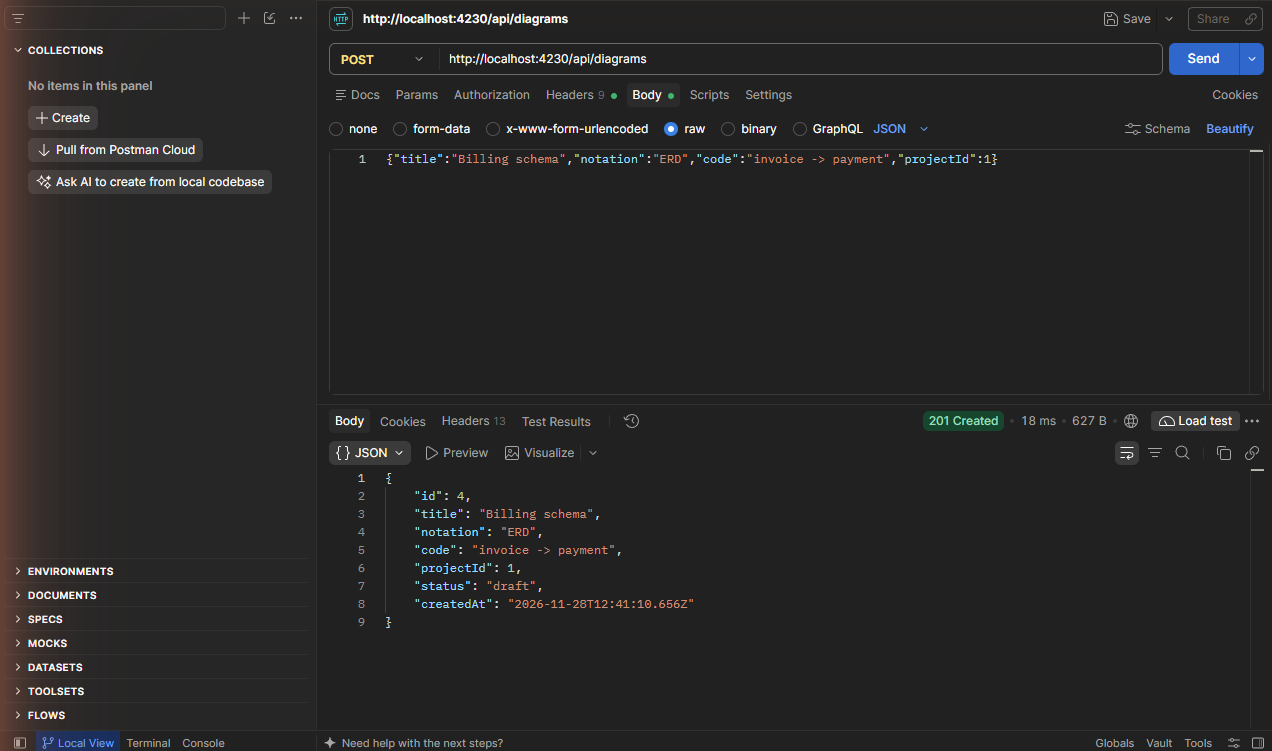 HTTP http://localhost:4230/api/diagrams Save Share
COLLECTIONS
No items in this panel
Create
Pull from Postman Cloud
Ask AI to create from local codebase
ENVIRONMENTS
DOCUMENTS
SPECS
MOCKS
DATASETS
TOOLSETS
FLOWS
POST http://localhost:4230/api/diagrams Send
Docs Params Authorization Headers 9 Body Scripts Settings Cookies
none form-data x-www-form-urlencoded raw binary GraphQL JSON Schema Beautify
1 {"title":"Billing schema","notation":"ERD","code":"invoice -> payment","projectId":1}
Body Cookies Headers 13 Test Results 201 Created 18 ms 627 B Load test
{} JSON Preview Visualize
1 {
2 "id": 4,
3 "title": "Billing schema",
4 "notation": "ERD",
5 "code": "invoice -> payment",
6 "projectId": 1,
7 "status": "draft",
8 "createdAt": "2026-11-28T12:41:10.656Z"
9 }
Local View Terminal Console Need help with the next steps? Globals Vault Tools